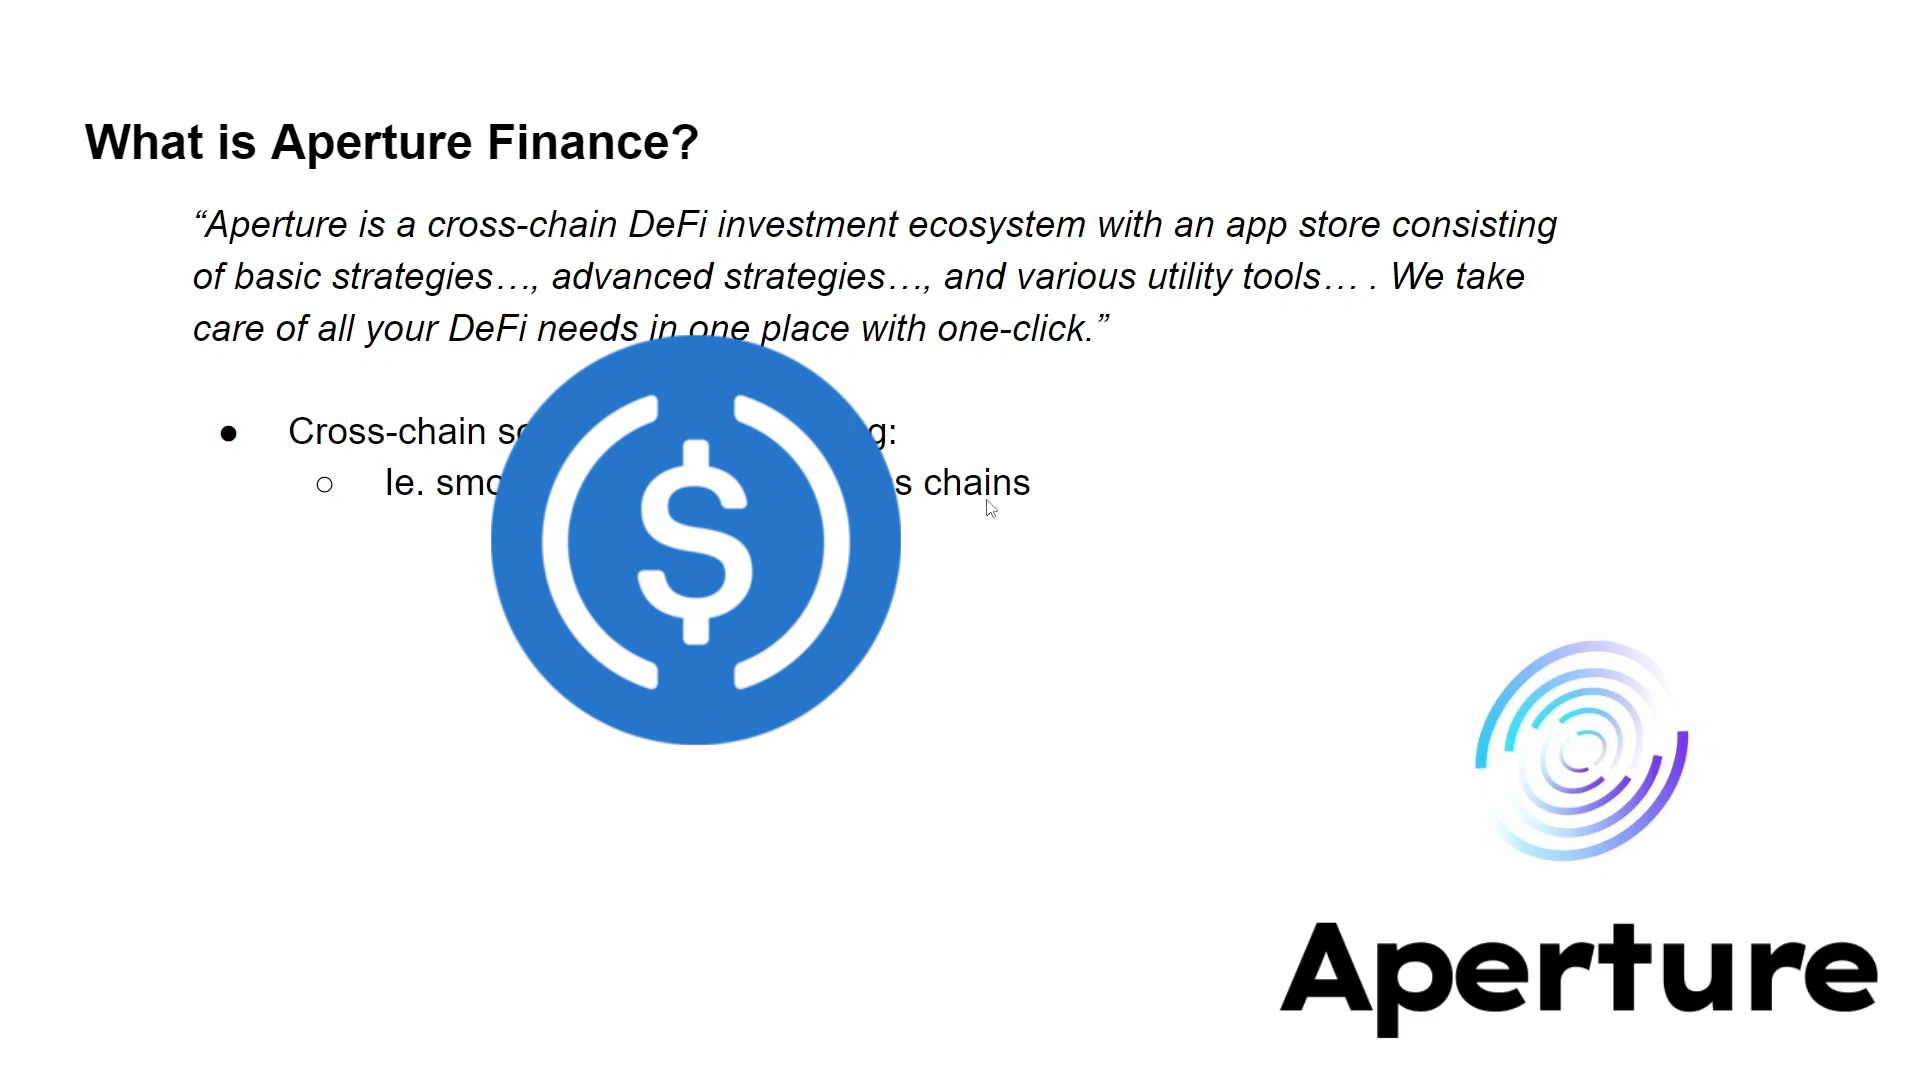 What is Aperture Finance?
“Aperture is a cross-chain DeFi investment ecosystem with an app store consisting
of basic strategies…, advanced strategies…, and various utility tools… . We take
care of all your DeFi needs in one place with one-click.”
● Cross-chain
○ Ie. chains
$
Aperture